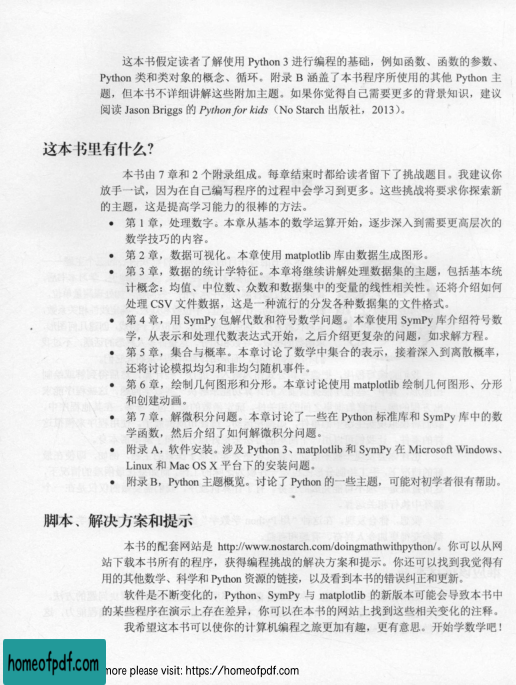 这本书假定读者了解使用 Python 3 进行编程的基础，例如函数、函数的参数、
Python 类和类对象的概念、循环。附录 B 涵盖了本书程序所使用的其他 Python 主
题，但本书不详细讲解这些附加主题。如果你觉得自己需要更多的背景知识，建议
阅读 Jason Briggs 的 Python for kids（No Starch 出版社，2013）。
这本书里有什么？
本书由 7 章和 2 个附录组成。每章结束时都给读者留下了挑战题目。我建议你
放手一试，因为在自己编写程序的过程中会学习到更多。这些挑战将要求你探索新
的主题，这是提高学习能力的很棒的方法。
• 第 1 章，处理数字。本章从基本的数学运算开始，逐步深入到需要更高层次的
数学技巧的内容。
• 第 2 章，数据可视化。本章使用 matplotlib 库由数据生成图形。
• 第 3 章，数据的统计学特征。本章将继续讲解处理数据集的主题，包括基本统
计概念：均值、中位数、众数和数据集中的变量的线性相关性。还将介绍如何
处理 CSV 文件数据，这是一种流行的分发各种数据集的文件格式。
• 第 4 章，用 SymPy 包解代数和符号数学问题。本章使用 SymPy 库介绍符号数
学，从表示和处理代数表达式开始，之后介绍更复杂的问题，如求解方程。
• 第 5 章，集合与概率。本章讨论了数学中集合的表示，接着深入到离散概率，
还将讨论模拟均匀和非均匀随机事件。
• 第 6 章，绘制几何图形和分形。本章讨论使用 matplotlib 绘制几何图形、分形
和创建动画。
• 第 7 章，解微积分问题。本章讨论了一些在 Python 标准库和 SymPy 库中的数
学函数，然后介绍了如何解微积分问题。
• 附录 A，软件安装。涉及 Python 3、matplotlib 和 SymPy 在 Microsoft Windows、
Linux 和 Mac OS X 平台下的安装问题。
• 附录 B，Python 主题概览。讨论了 Python 的一些主题，可能对初学者很有帮助。
脚本、解决方案和提示
本书的配套网站是 http://www.nostarch.com/doingmathwithpython/。你可以从网
站下载本书所有的程序，获得编程挑战的解决方案和提示。你还可以找到我觉得有
用的其他数学、科学和 Python 资源的链接，以及看到本书的错误纠正和更新。
软件是不断变化的，Python、SymPy 与 matplotlib 的新版本可能会导致本书中
的某些程序在演示上存在差异，你可以在本书的网站上找到这些相关变化的注释。
我希望这本书可以使你的计算机编程之旅更加有趣，更有意思。开始学数学吧！
homeofpdf.com
more please visit: https://homeofpdf.com